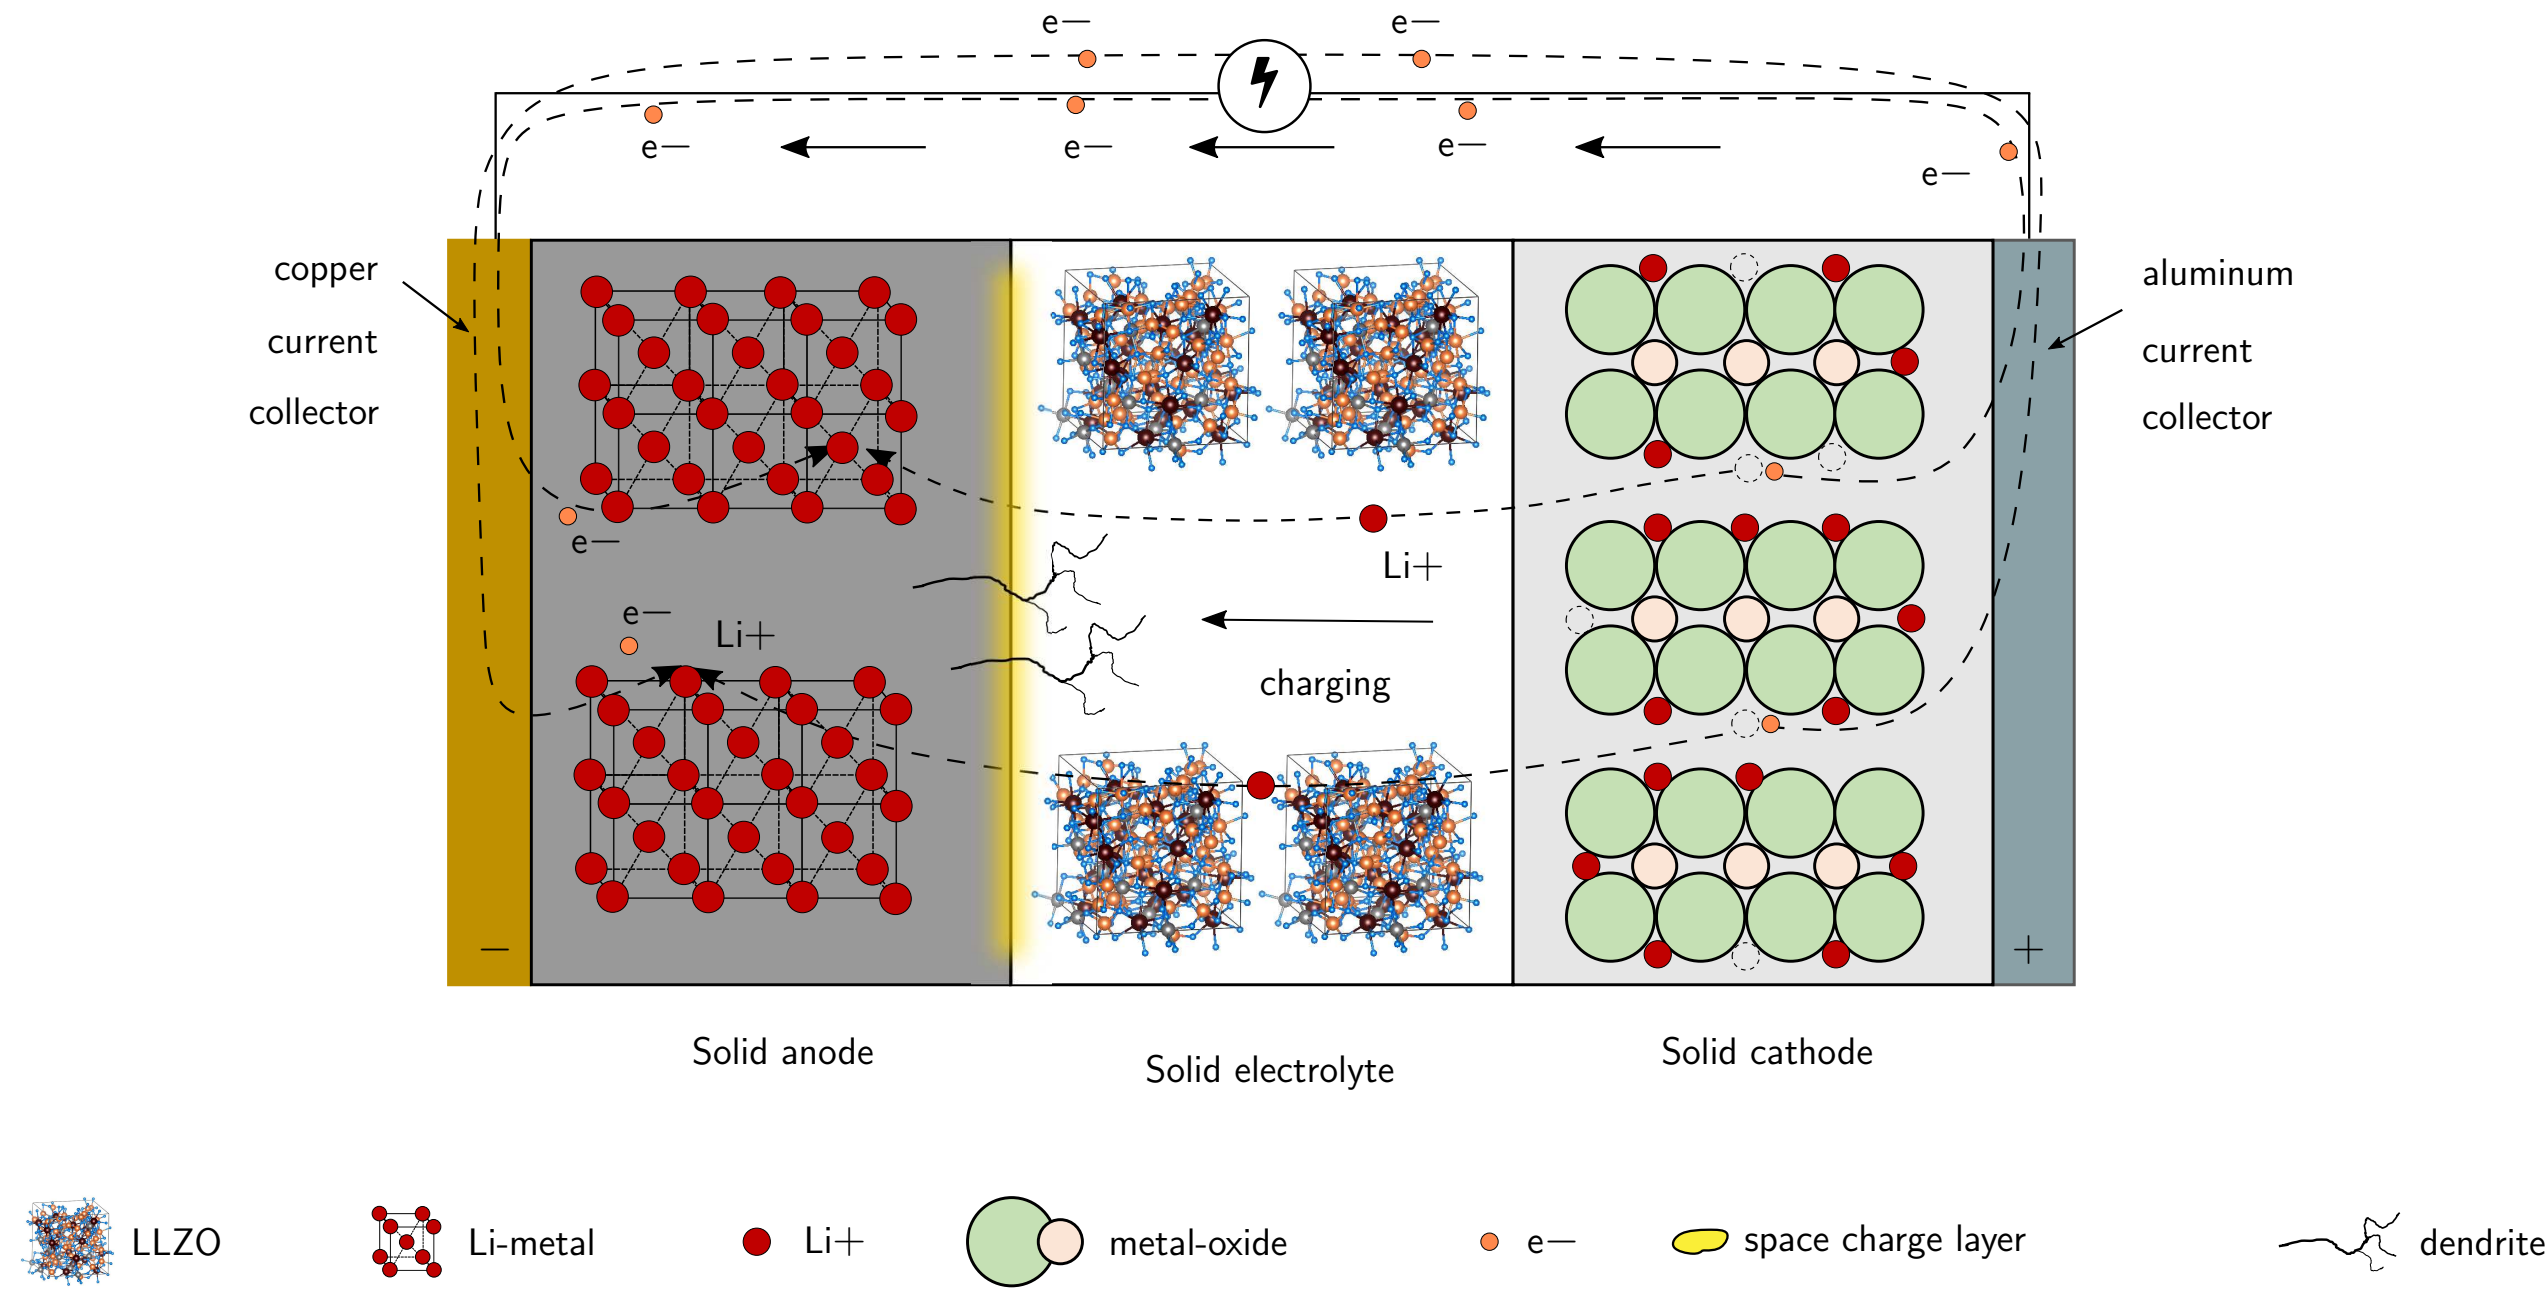 e—
e—
e—
e—
e—
e—
copper
current
collector
aluminum
current
collector
e—
Li+
e—
Li+
charging
—
+
Solid anode
Solid electrolyte
Solid cathode
LLZO
Li-metal
Li+
metal-oxide
e—
space charge layer
dendrite